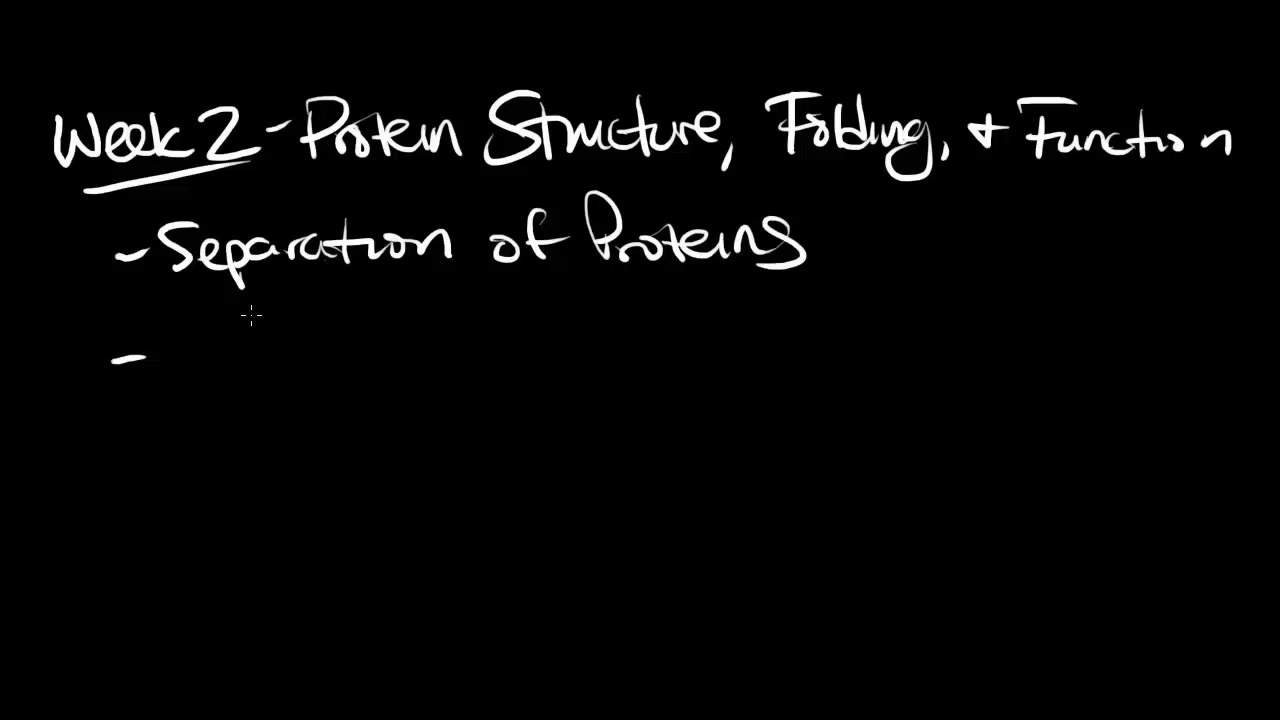 Week 2 - Protein Structure, Folding, & Function
- Separation of Proteins
-